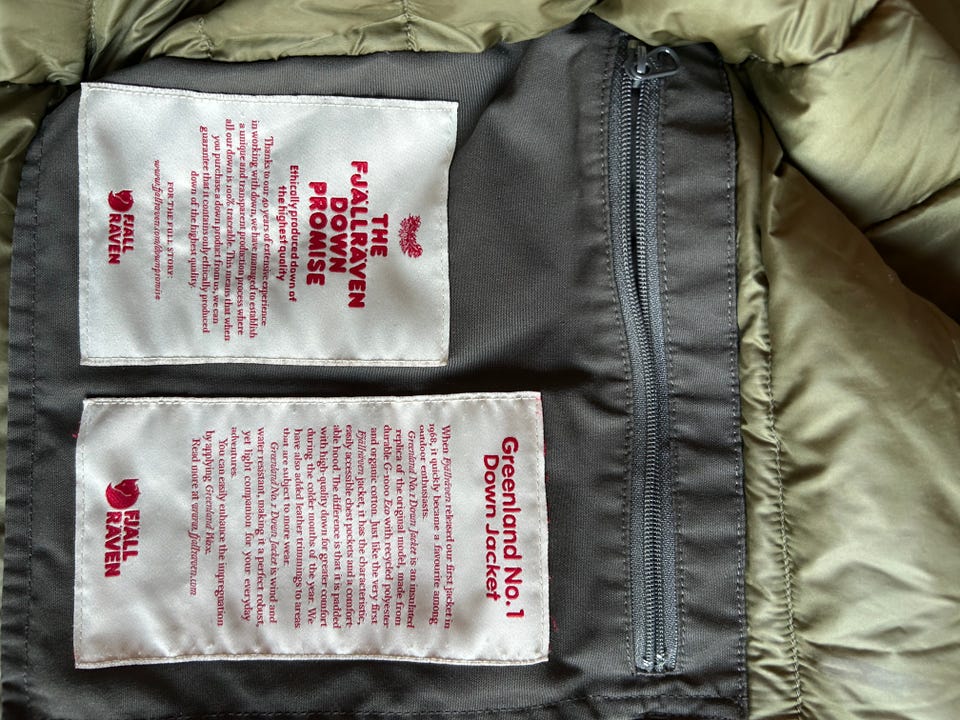 THE
FJÄLLRÄVEN
DOWN
PROMISE
Ethically produced down of
the highest quality
Thanks to our 40 years of extensive experience
in working with down, we have managed to establish
a unique and transparent production process where
all our down is 100% traceable. This means that when
you purchase a down product from us, we can
guarantee that it contains only ethically produced
down of the highest quality.
FOR THE FULL STORY:
www.fjallraven.com/downpromise
FJÄLL
RÄVEN
Greenland No.1
Down Jacket
When Fjällräven released our first jacket in
1968, it quickly became a favourite among
outdoor enthusiasts.
Greenland No.1 Down Jacket is an insulated
replica of the original model, made from
durable G-1000 Eco with recycled polyester
and organic cotton. Just like the very first
Fjällräven jacket, it has the characteristic,
easily accessible chest pockets and a comfort-
able hood. The difference is that it is padded
with high-quality down for greater comfort
during the colder months of the year. We
have also added leather trimmings to areas
that are subject to more wear.
Greenland No.1 Down Jacket is wind and
water resistant, making it a perfect robust,
yet light companion for your everyday
adventures.
You can easily enhance the impregnation
by applying Greenland Wax.
Read more at www.fjallraven.com
FJÄLL
RÄVEN